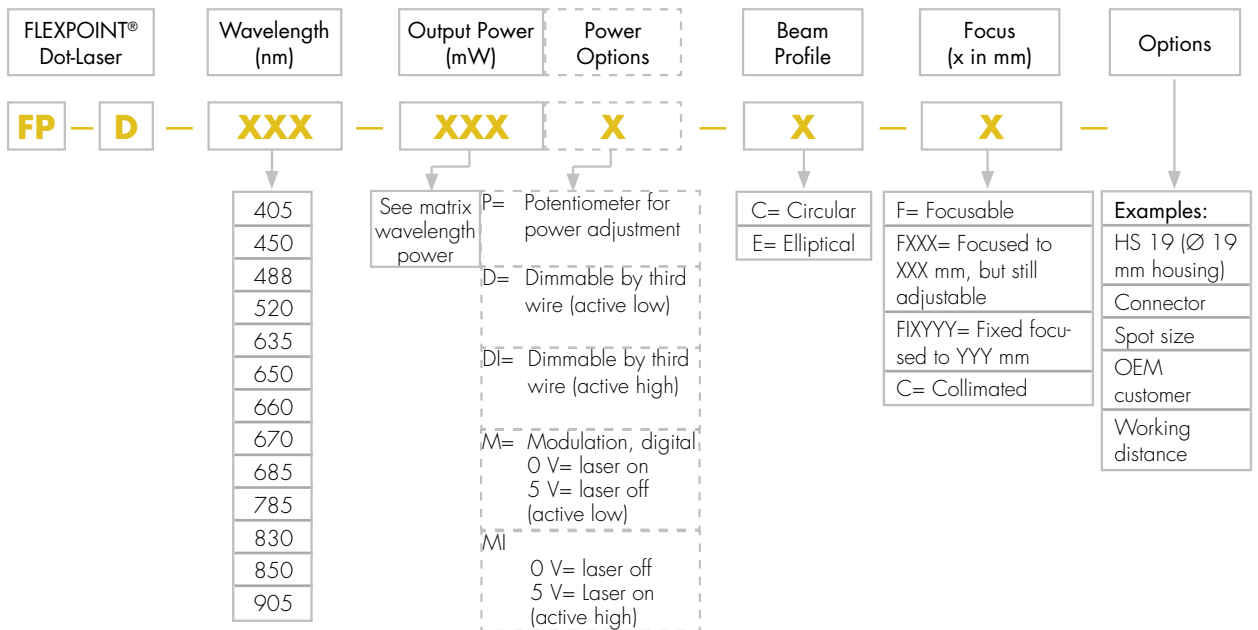 FLEXPOINT®
Dot-Laser
Wavelength
(nm)
Output Power
(mW)
Power
Options
Beam
Profile
Focus
(x in mm)
Options
FP — D — XXX — XXX X — X — X —
405
450
488
520
635
650
660
670
685
785
830
850
905
See matrix
wavelength
power
P= Potentiometer for
power adjustment
D= Dimmable by third
wire (active low)
DI= Dimmable by third
wire (active high)
M= Modulation, digital
0 V= laser on
5 V= laser off
(active low)
MI
0 V= laser off
5 V= Laser on
(active high)
C= Circular
E= Elliptical
F= Focusable
FXXX= Focused to
XXX mm, but still
adjustable
FIXYYY= Fixed focu-
sed to YYY mm
C= Collimated
Examples:
HS 19 (Ø 19
mm housing)
Connector
Spot size
OEM
customer
Working
distance